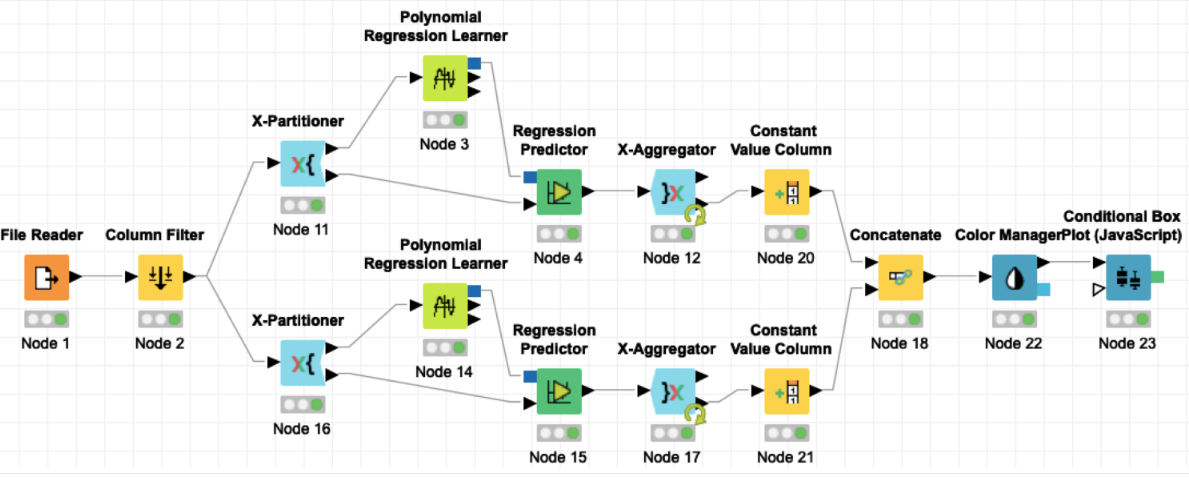 Polynomial
Regression Learner
X-Partitioner
Node 3
Regression
Predictor
X-Aggregator
Constant
Value Column
Node 11
Node 4
Node 12
Node 20
File Reader
Column Filter
Polynomial
Regression Learner
Concatenate
Color Manager
Conditional Box
Plot (JavaScript)
Node 1
Node 2
X-Partitioner
Node 14
Regression
Predictor
X-Aggregator
Constant
Value Column
Node 18
Node 22
Node 23
Node 16
Node 15
Node 17
Node 21